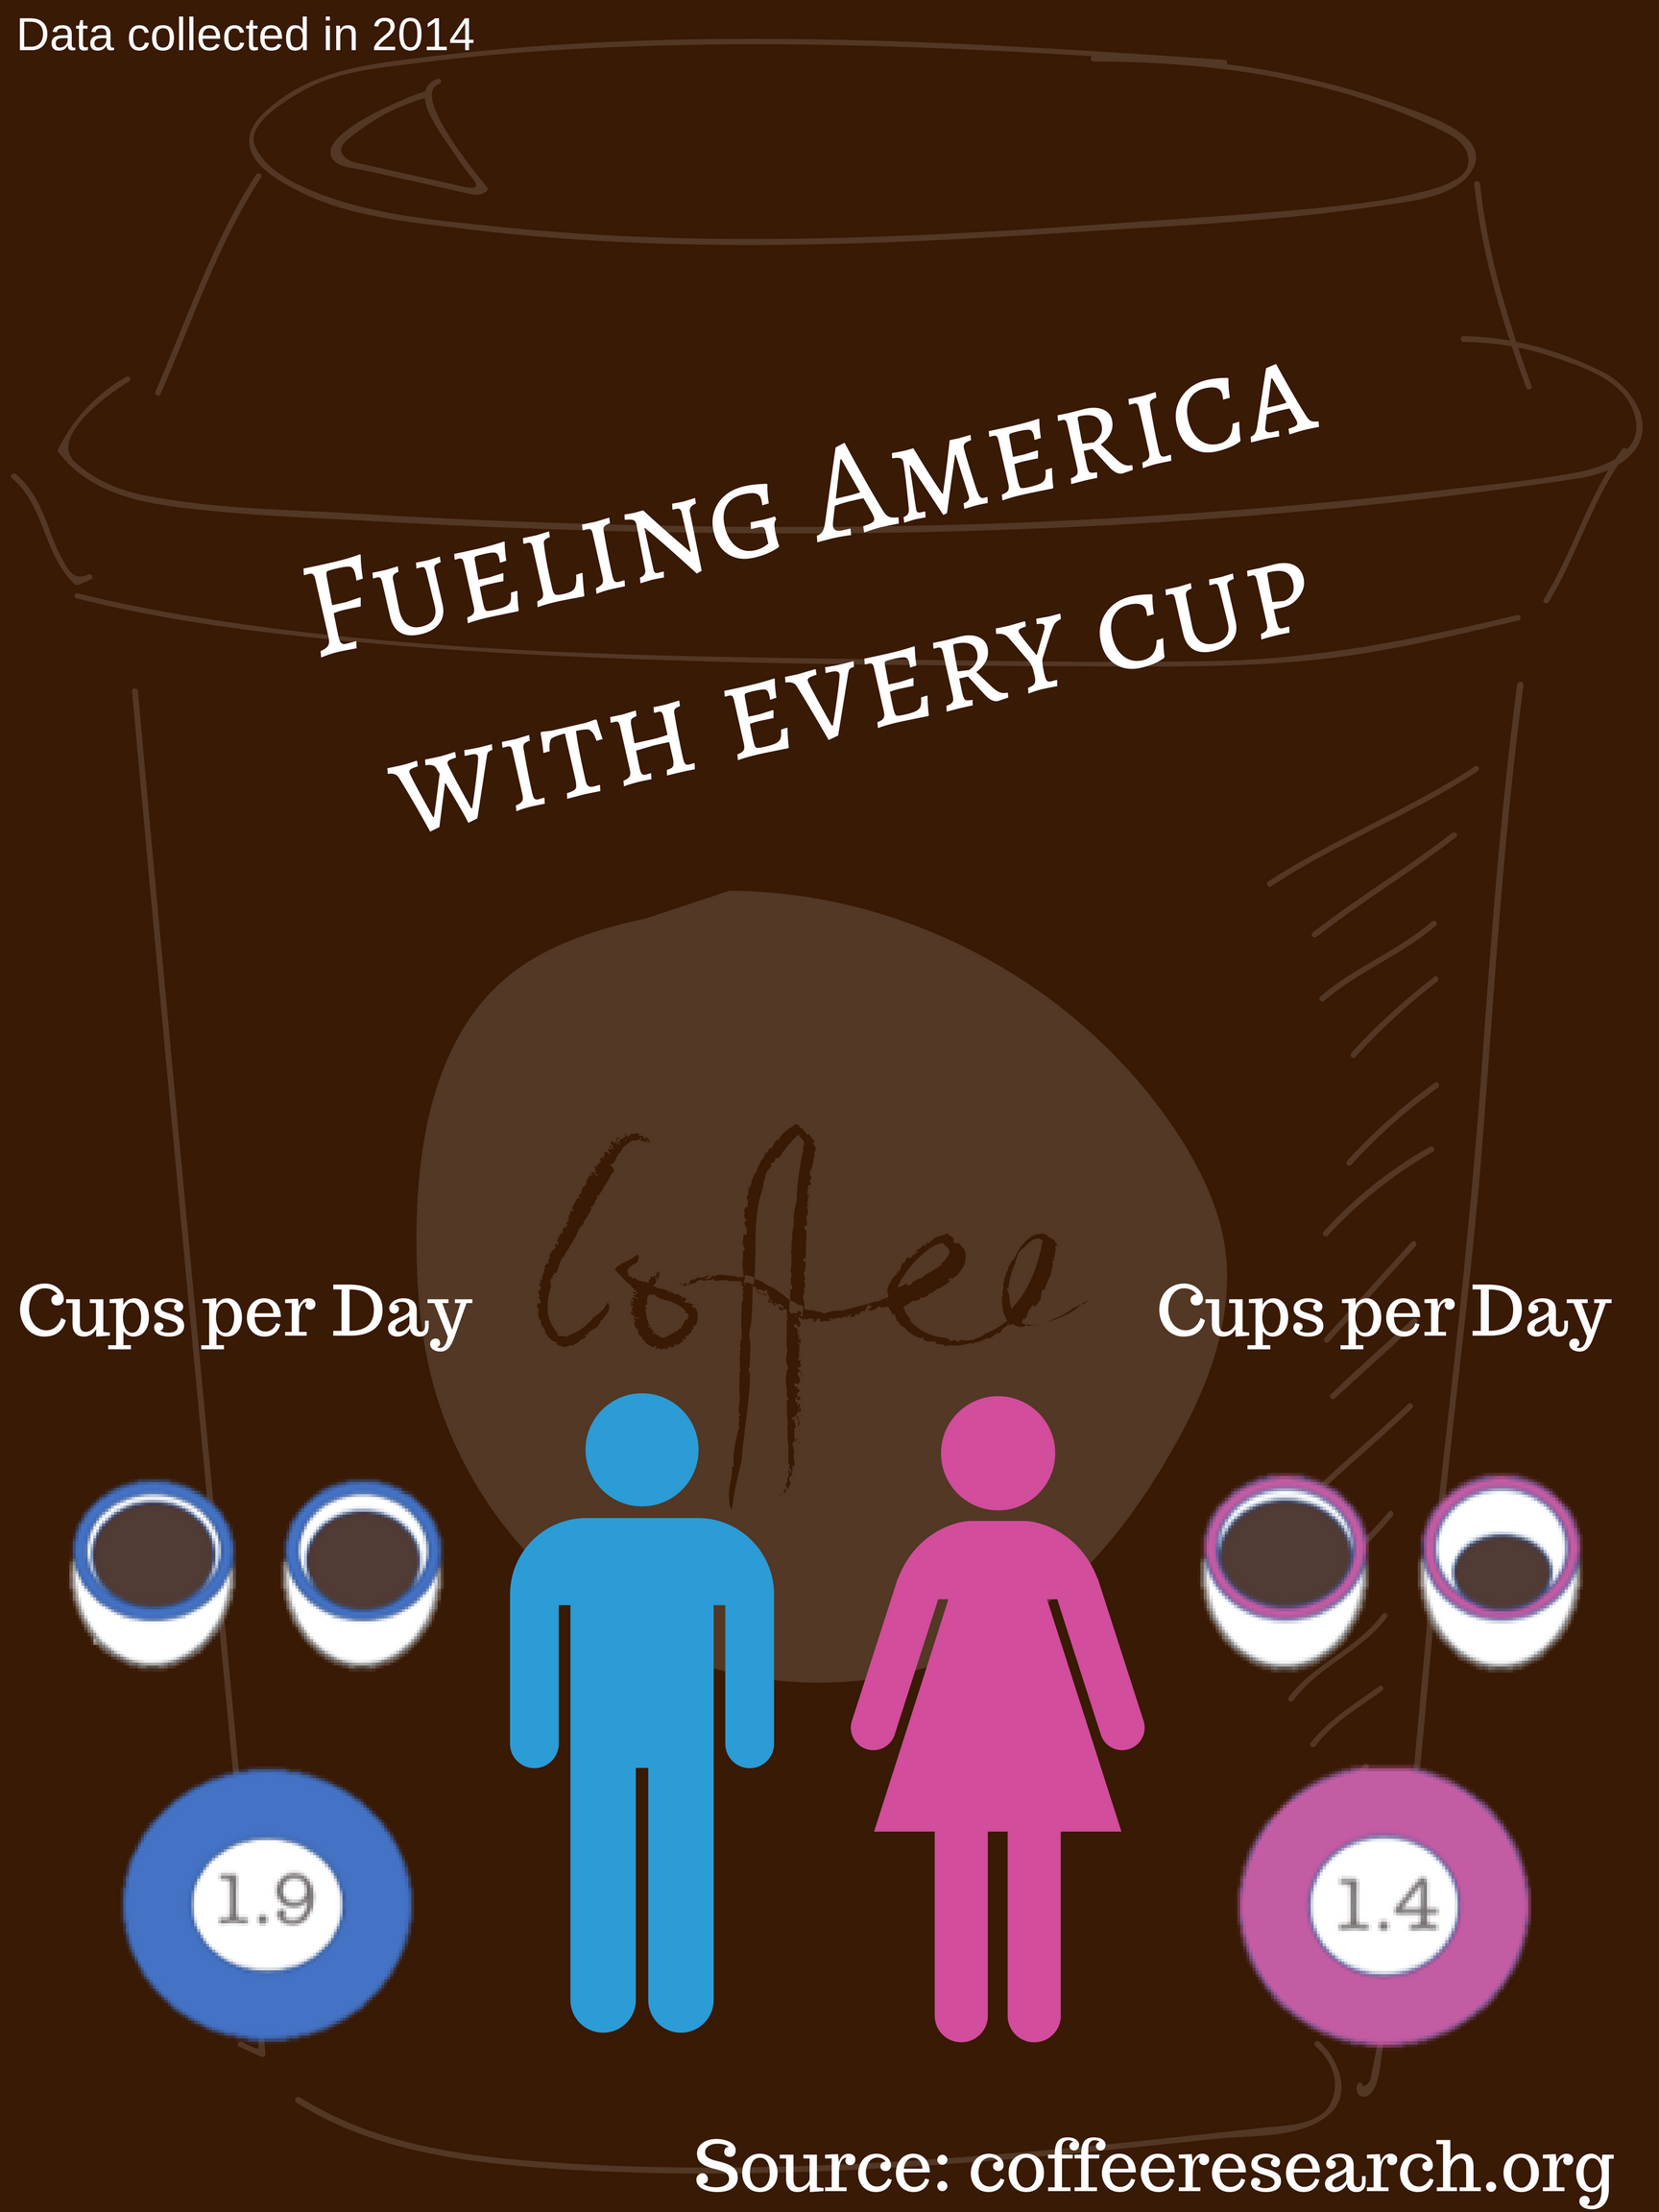 Data collected in 2014
Fueling America
with every cup
Coffee
Cups per Day
Cups per Day
1.9
1.4
Source: coffeeresearch.org